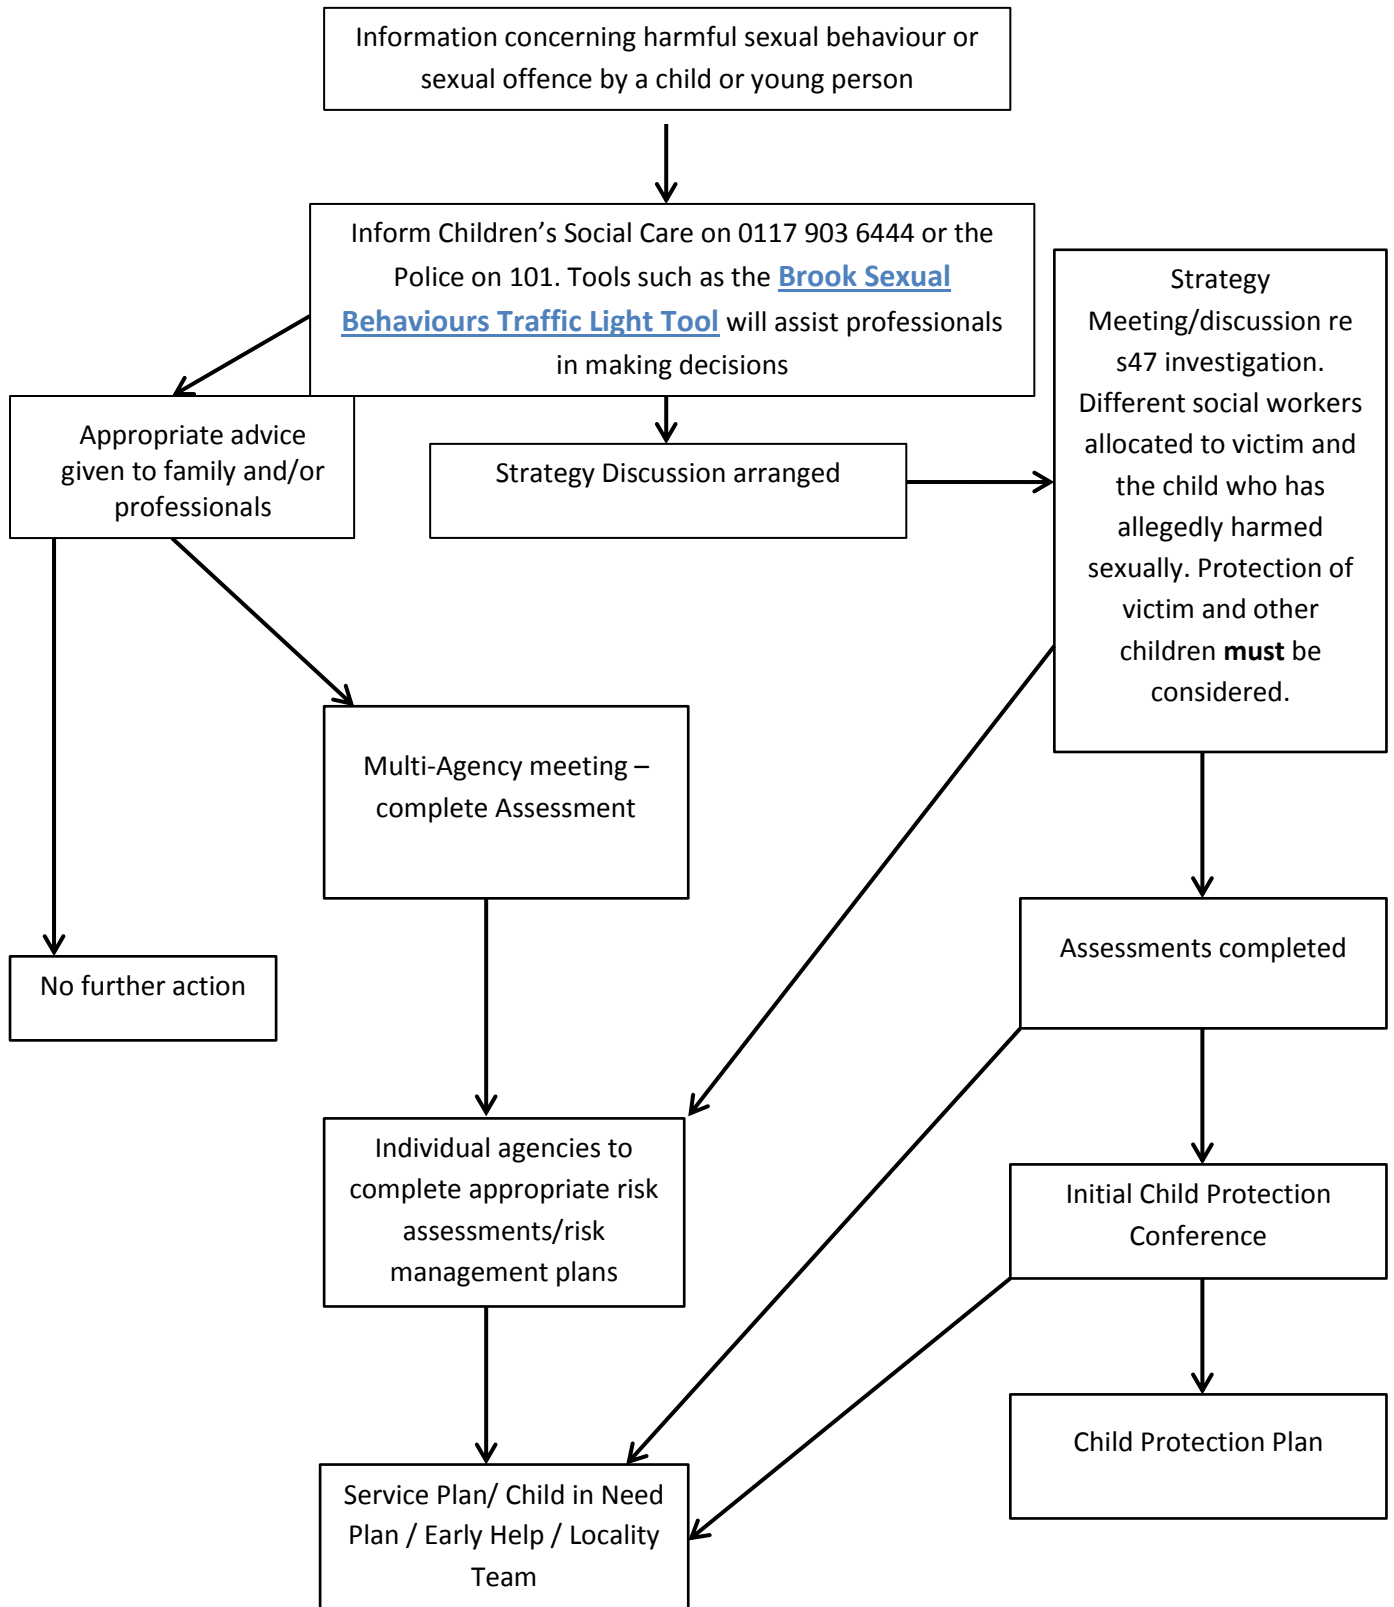 Information concerning harmful sexual behaviour or
sexual offence by a child or young person
Inform Children’s Social Care on 0117 903 6444 or the
Police on 101. Tools such as the Brook Sexual
Behaviours Traffic Light Tool will assist professionals
in making decisions
Strategy
Meeting/discussion re
s47 investigation.
Different social workers
allocated to victim and
the child who has
allegedly harmed
sexually. Protection of
victim and other
children must be
considered.
Appropriate advice
given to family and/or
professionals
Strategy Discussion arranged
Multi-Agency meeting –
complete Assessment
No further action
Assessments completed
Individual agencies to
complete appropriate risk
assessments/risk
management plans
Initial Child Protection
Conference
Child Protection Plan
Service Plan/ Child in Need
Plan / Early Help / Locality
Team